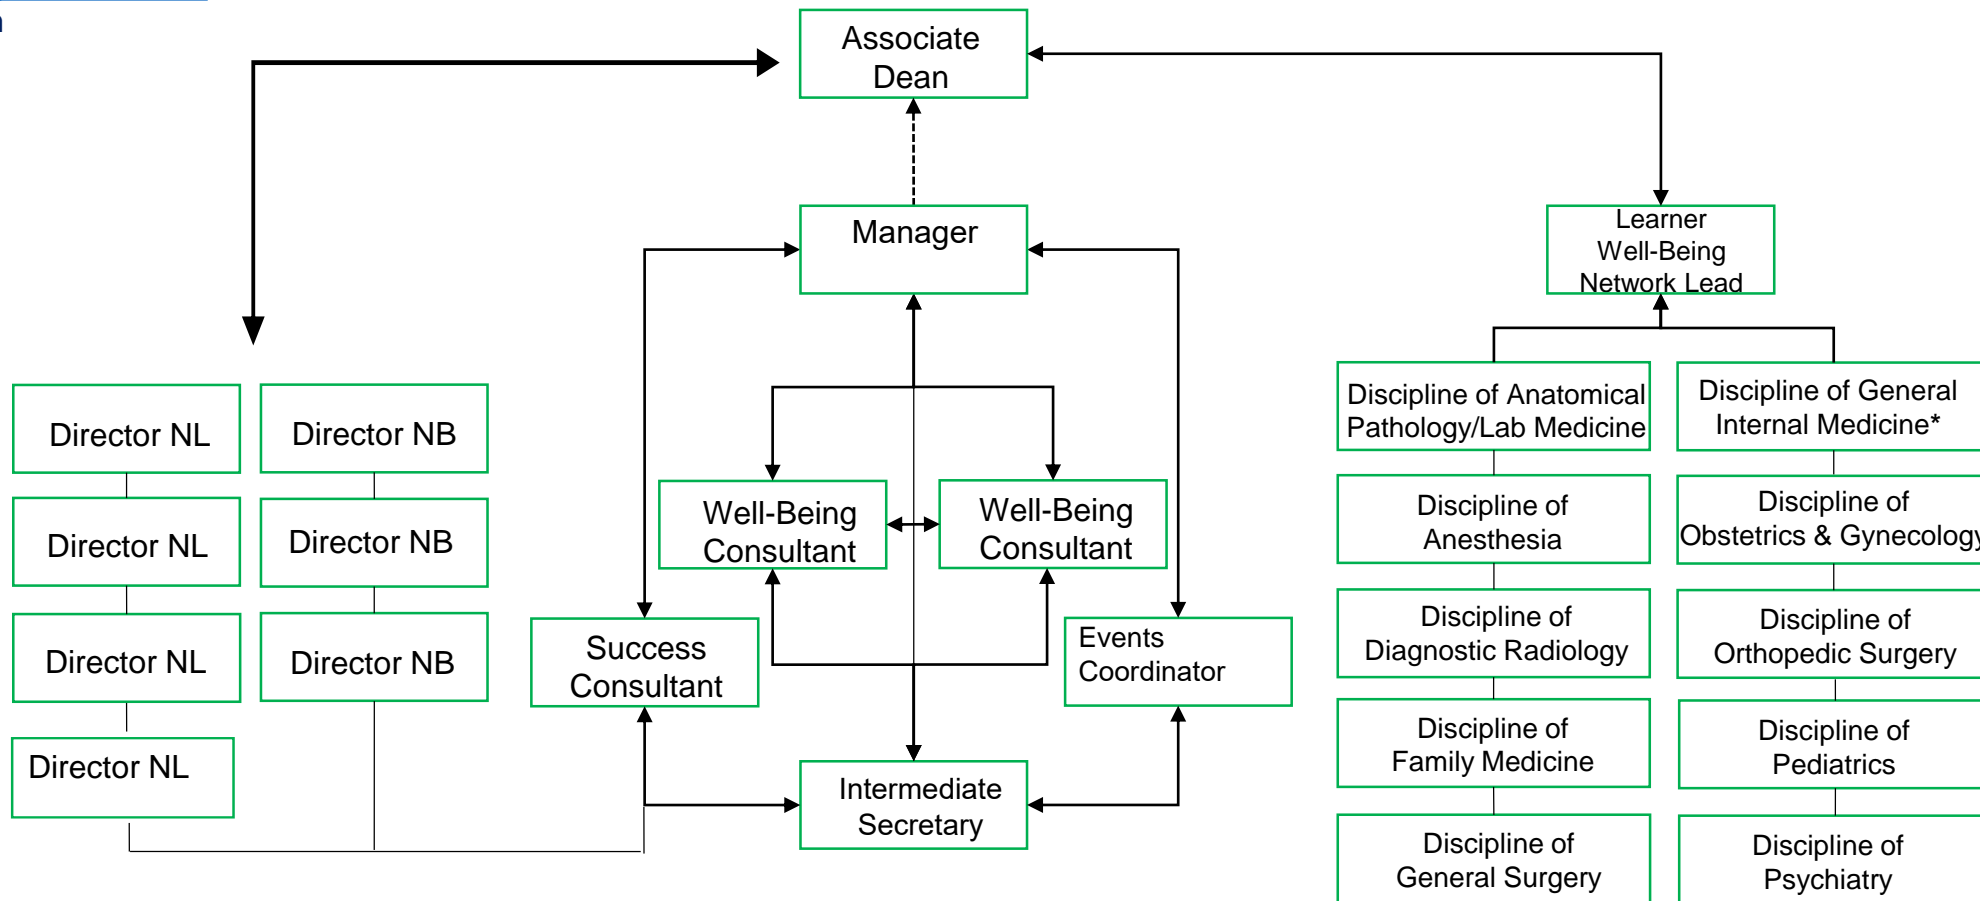 Associate
Dean
Manager
Learner
Well-Being
Network Lead
Director NL
Director NB
Director NL
Director NB
Director NL
Director NB
Director NL
Well-Being
Consultant
Well-Being
Consultant
Success
Consultant
Events
Coordinator
Intermediate
Secretary
Discipline of Anatomical
Pathology/Lab Medicine
Discipline of General
Internal Medicine*
Discipline of
Anesthesia
Discipline of
Obstetrics & Gynecology
Discipline of
Diagnostic Radiology
Discipline of
Orthopedic Surgery
Discipline of
Family Medicine
Discipline of
Pediatrics
Discipline of
General Surgery
Discipline of
Psychiatry